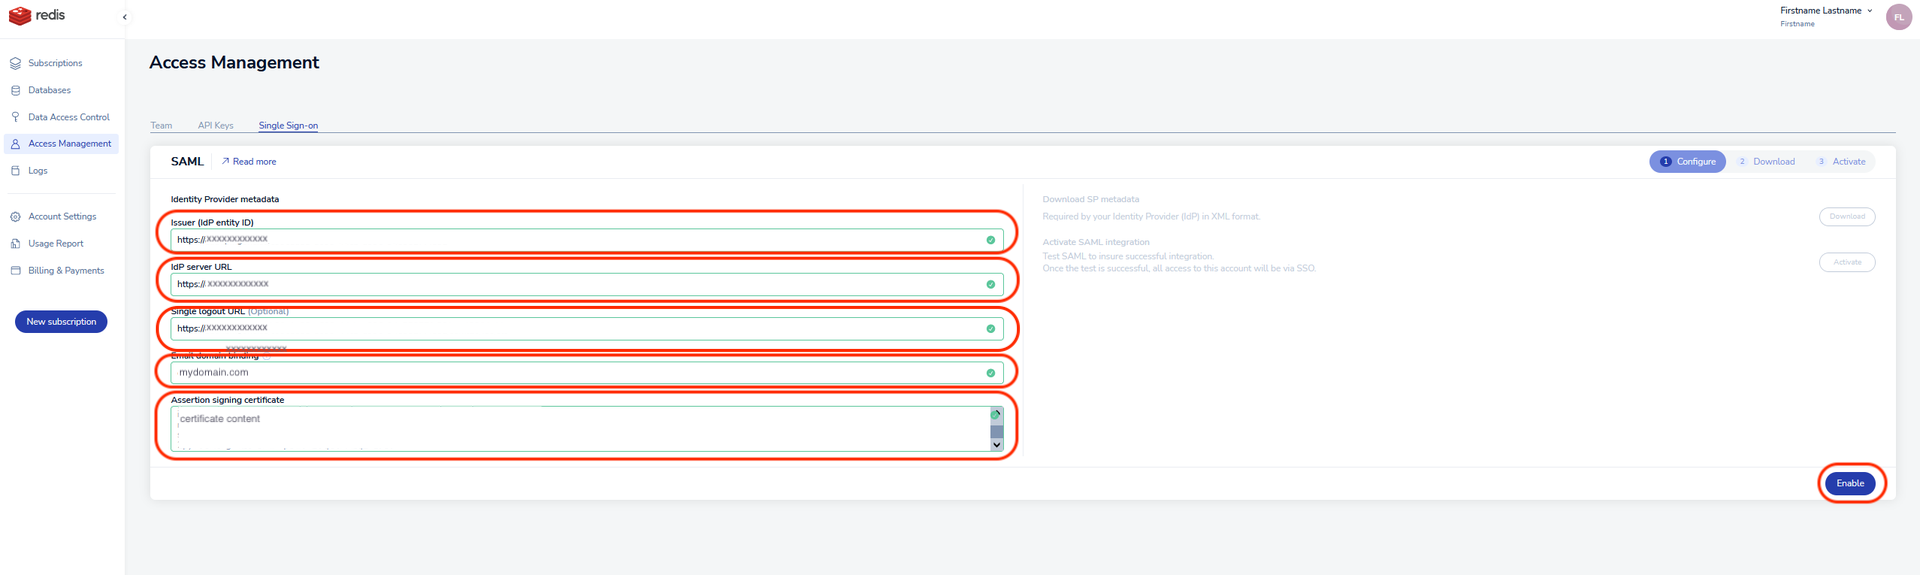 redis
Firstname Lastname
Firstname
FL
Subscriptions
Databases
Data Access Control
Access Management
Logs
Account Settings
Usage Report
Billing & Payments
New subscription
Access Management
Team
API Keys
Single Sign-on
SAML
Read more
1 Configure
2 Download
3 Activate
Identity Provider metadata
Issuer (IdP entity ID)
https://xxxxxxxxxxxx
IdP server URL
https://xxxxxxxxxxxx
Single logout URL (Optional)
https://xxxxxxxxxxxx
xxxxxxxxxxxx
Email domain binding
mydomain.com
Assertion signing certificate
certificate content
Download SP metadata
Required by your Identity Provider (IdP) in XML format.
Download
Activate SAML integration
Test SAML to insure successful integration.
Once the test is successful, all access to this account will be via SSO.
Activate
Enable